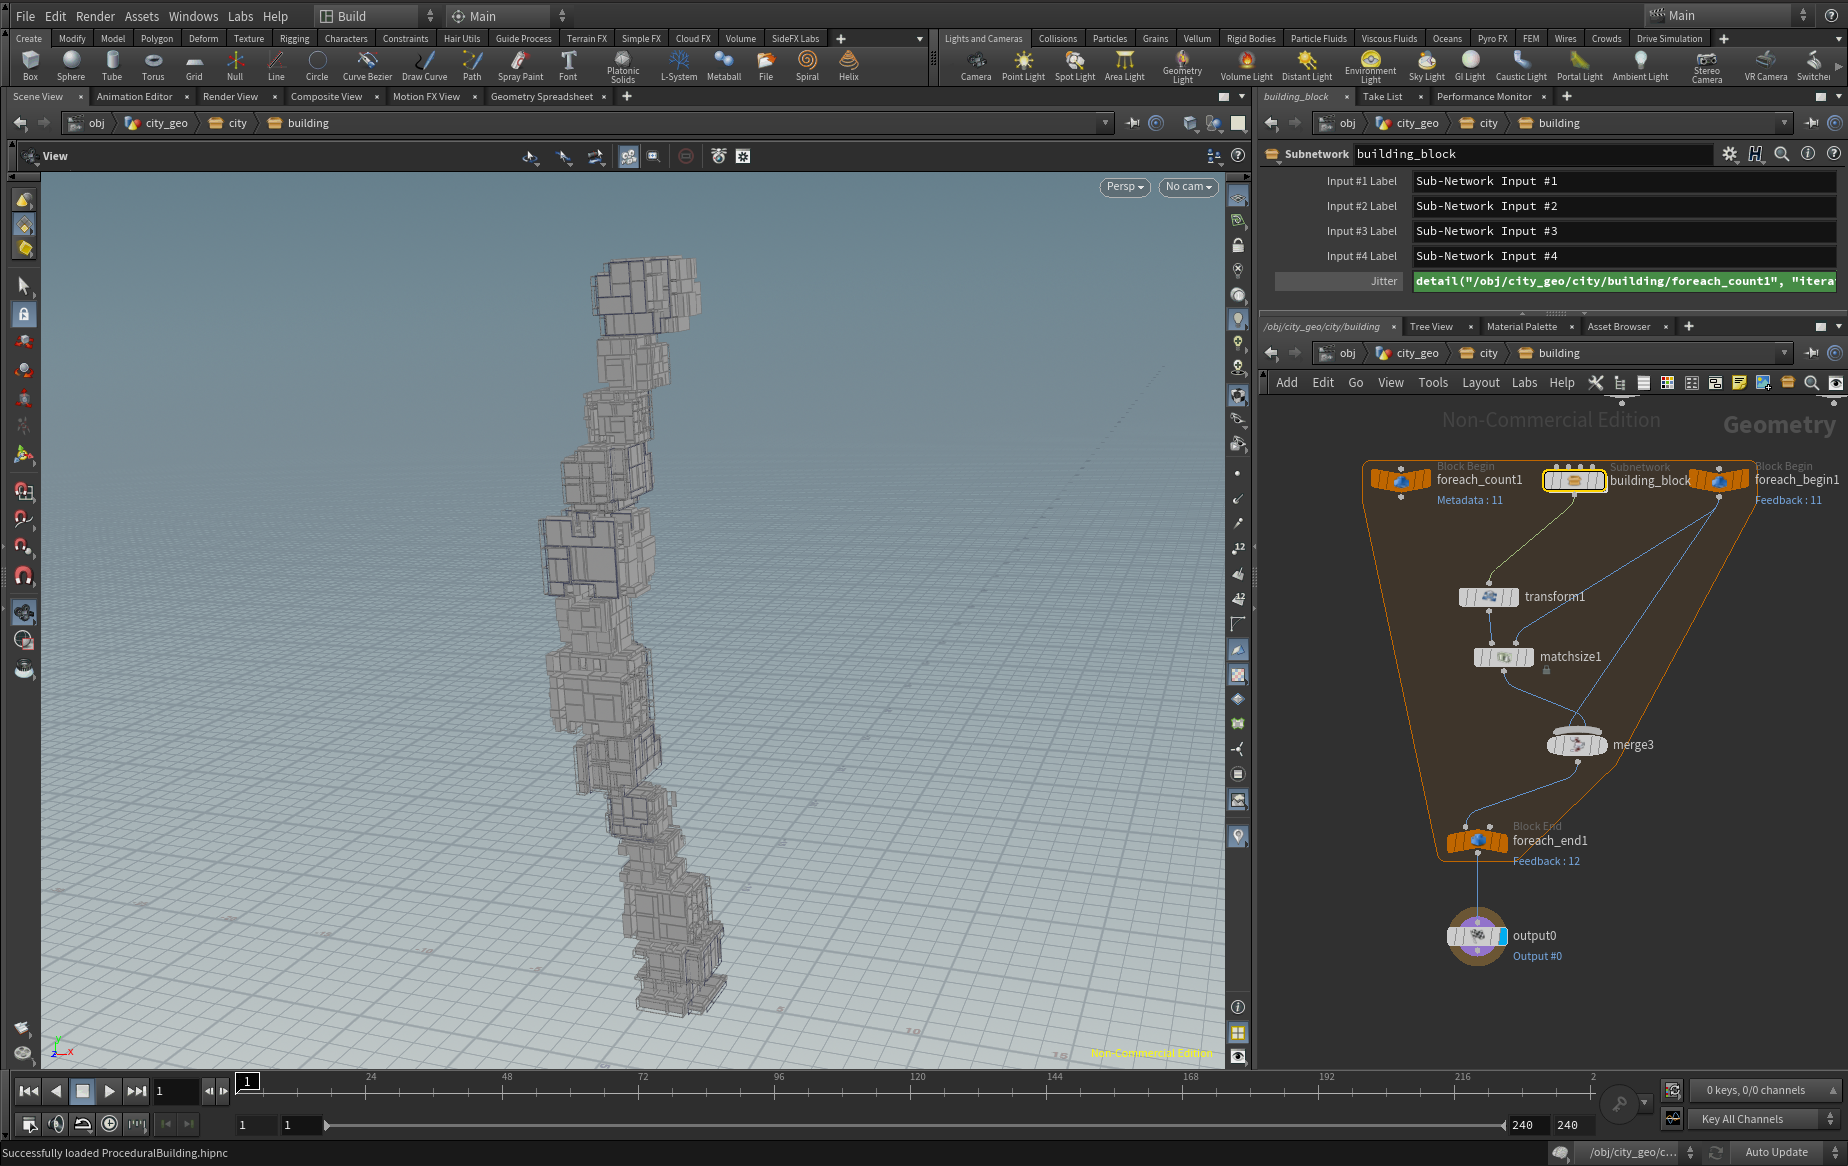 File Edit Render Assets Windows Labs Help Build Main Main
Create Modify Model Polygon Deform Texture Rigging Characters Constraints Hair Utils Guide Process Terrain FX Simple FX Cloud FX Volume SideFX Labs
Lights and Cameras Collisions Particles Grains Vellum Rigid Bodies Particle Fluids Viscous Fluids Oceans Pyro FX FEM Wires Crowds Drive Simulation
Box Sphere Tube Torus Grid Null Line Circle Curve Bezier Draw Curve Path Spray Paint Font Platonic Solids L-System Metaball File Spiral Helix
Camera Point Light Spot Light Area Light Geometry Light Volume Light Distant Light Environment Light Sky Light GI Light Caustic Light Portal Light Ambient Light Stereo Camera VR Camera Switcher
Scene View Animation Editor Render View Composite View Motion FX View Geometry Spreadsheet
building_block Take List Performance Monitor
obj city_geo city building
obj city_geo city building
View
Subnetwork building_block
Persp No cam
Input #1 Label Sub-Network Input #1
Input #2 Label Sub-Network Input #2
Input #3 Label Sub-Network Input #3
Input #4 Label Sub-Network Input #4
Jitter detail("/obj/city_geo/city/building/foreach_count1", "itera
/obj/city_geo/city/building Tree View Material Palette Asset Browser
obj city_geo city building
Add Edit Go View Tools Layout Labs Help
Non-Commercial Edition
Geometry
Block Begin
foreach_count1
Metadata : 11
Subnetwork
building_block
Block Begin
foreach_begin1
Feedback : 11
transform1
matchsize1
merge3
Block End
foreach_end1
Feedback : 12
output0
Output #0
12
12
5
10
15
y
z x
Non-Commercial Edition
1 1 24 48 72 96 120 144 168 192 216 2
0 keys, 0/0 channels
1 1 240 240
Key All Channels
Successfully loaded ProceduralBuilding.hipnc
/obj/city_geo/c... Auto Update